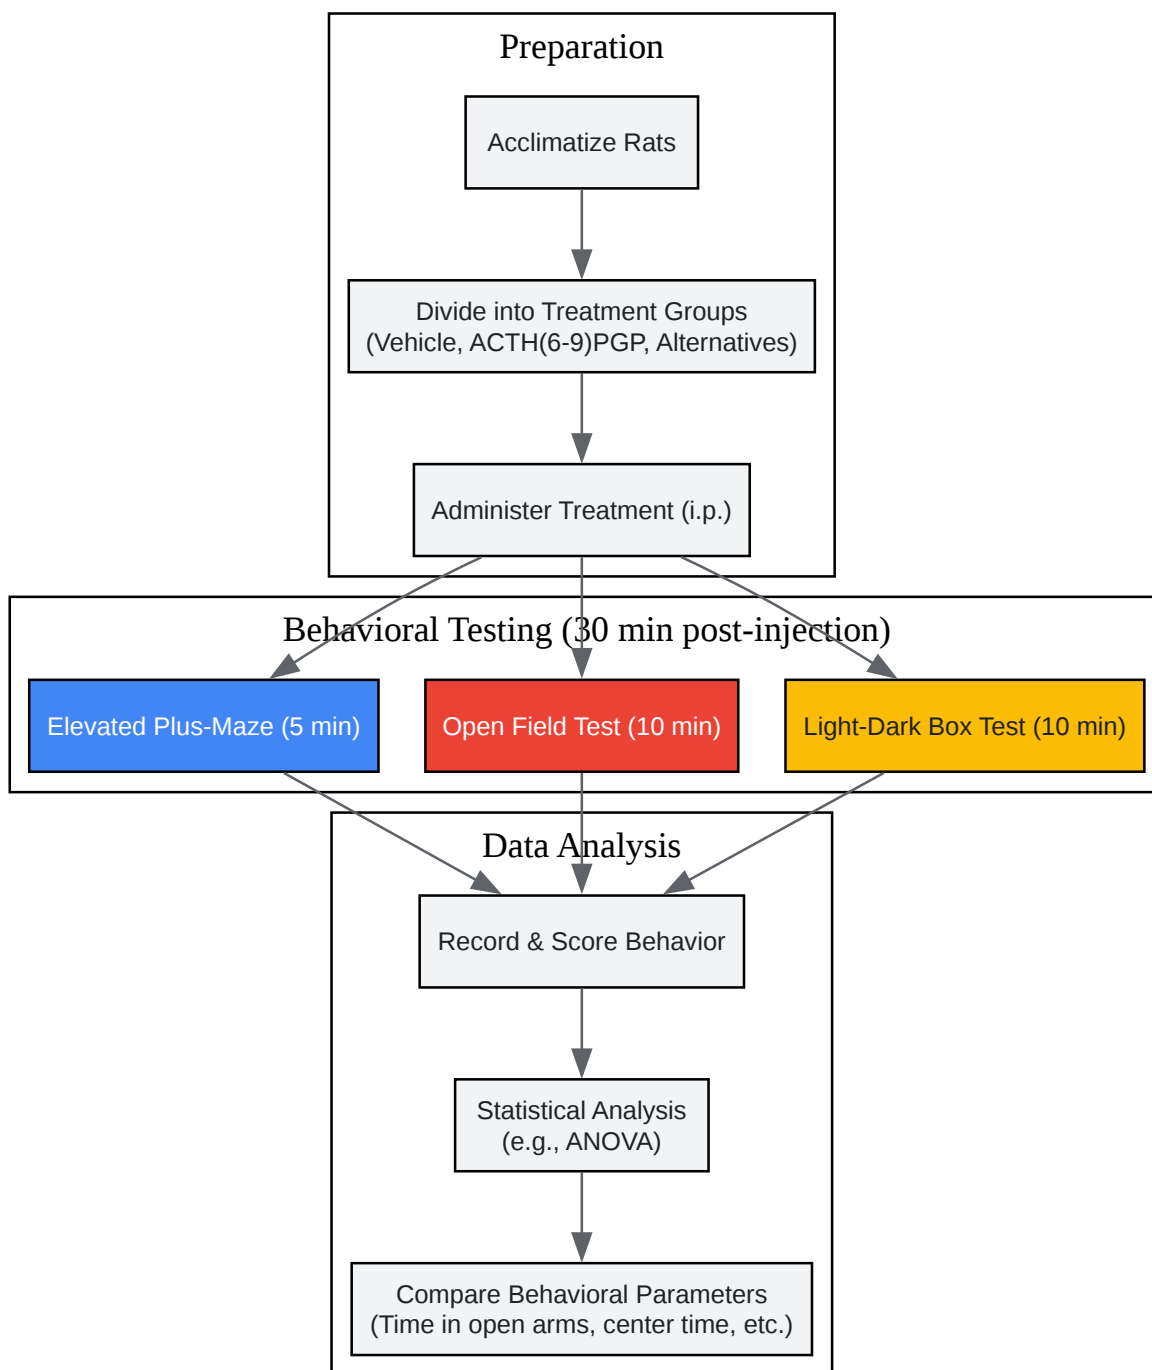 Preparation
Acclimatize Rats
Divide into Treatment Groups
(Vehicle, ACTH(6-9)PGP, Alternatives)
Administer Treatment (i.p.)
Behavioral Testing (30 min post-injection)
Elevated Plus-Maze (5 min)
Open Field Test (10 min)
Light-Dark Box Test (10 min)
Data Analysis
Record & Score Behavior
Statistical Analysis
(e.g., ANOVA)
Compare Behavioral Parameters
(Time in open arms, center time, etc.)